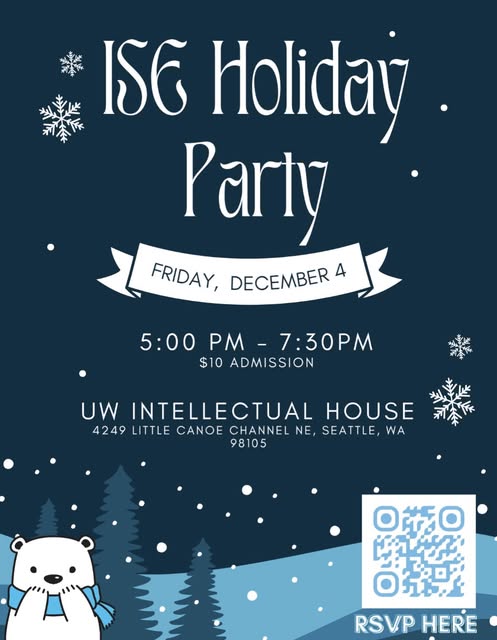 ISE Holiday
Party
FRIDAY, DECEMBER 4
5:00 PM – 7:30PM
$10 ADMISSION
UW INTELLECTUAL HOUSE
4249 LITTLE CANOE CHANNEL NE, SEATTLE, WA
98105
RSVP HERE